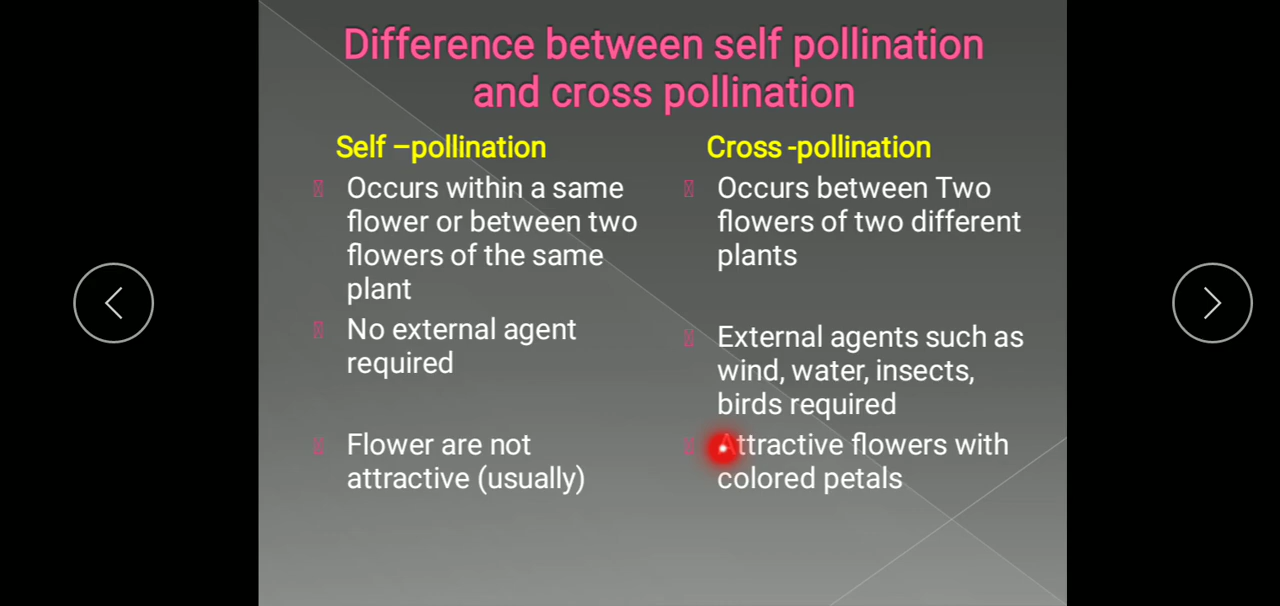 Difference between self pollination
and cross pollination
Self –pollination
Occurs within a same
flower or between two
flowers of the same
plant
No external agent
required
Flower are not
attractive (usually)
Cross -pollination
Occurs between Two
flowers of two different
plants
External agents such as
wind, water, insects,
birds required
Attractive flowers with
colored petals